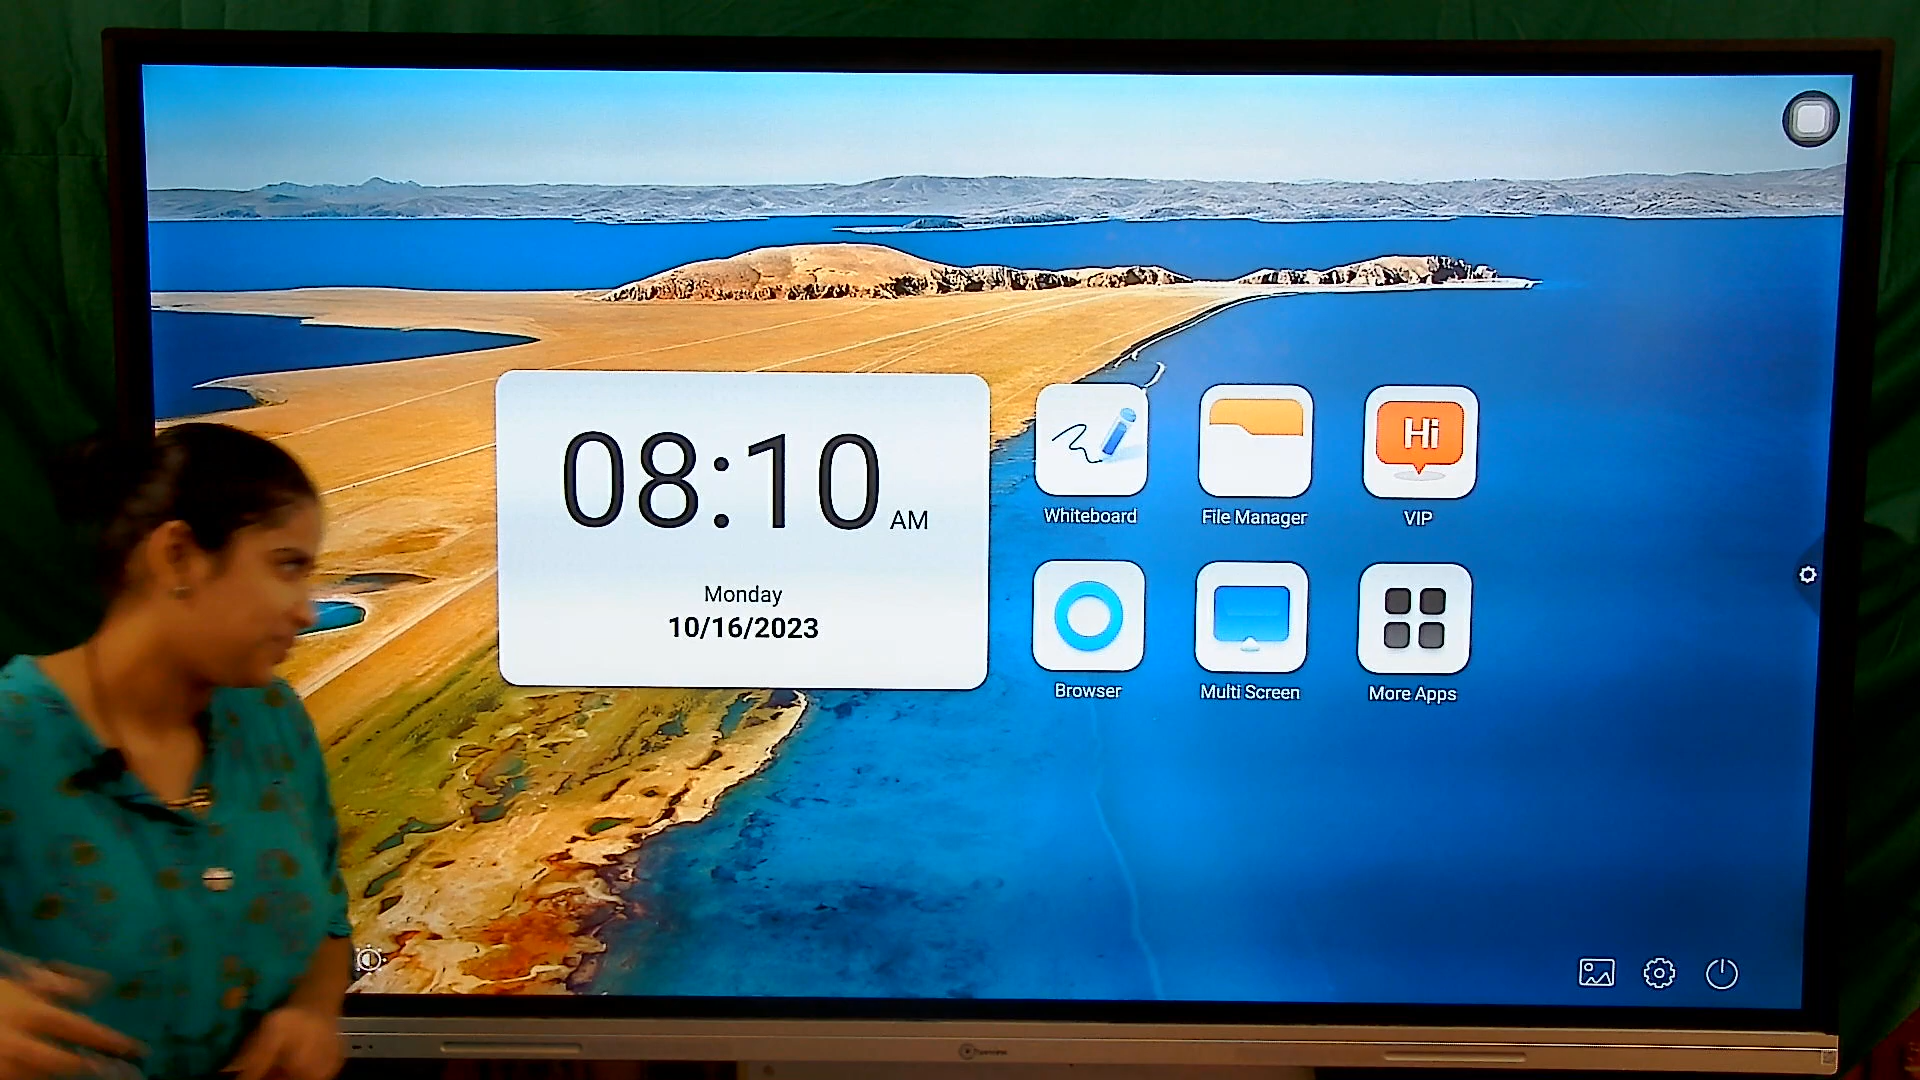 08:10 AM
Monday
10/16/2023
Hi
Whiteboard
File Manager
VIP
Browser
Multi Screen
More Apps